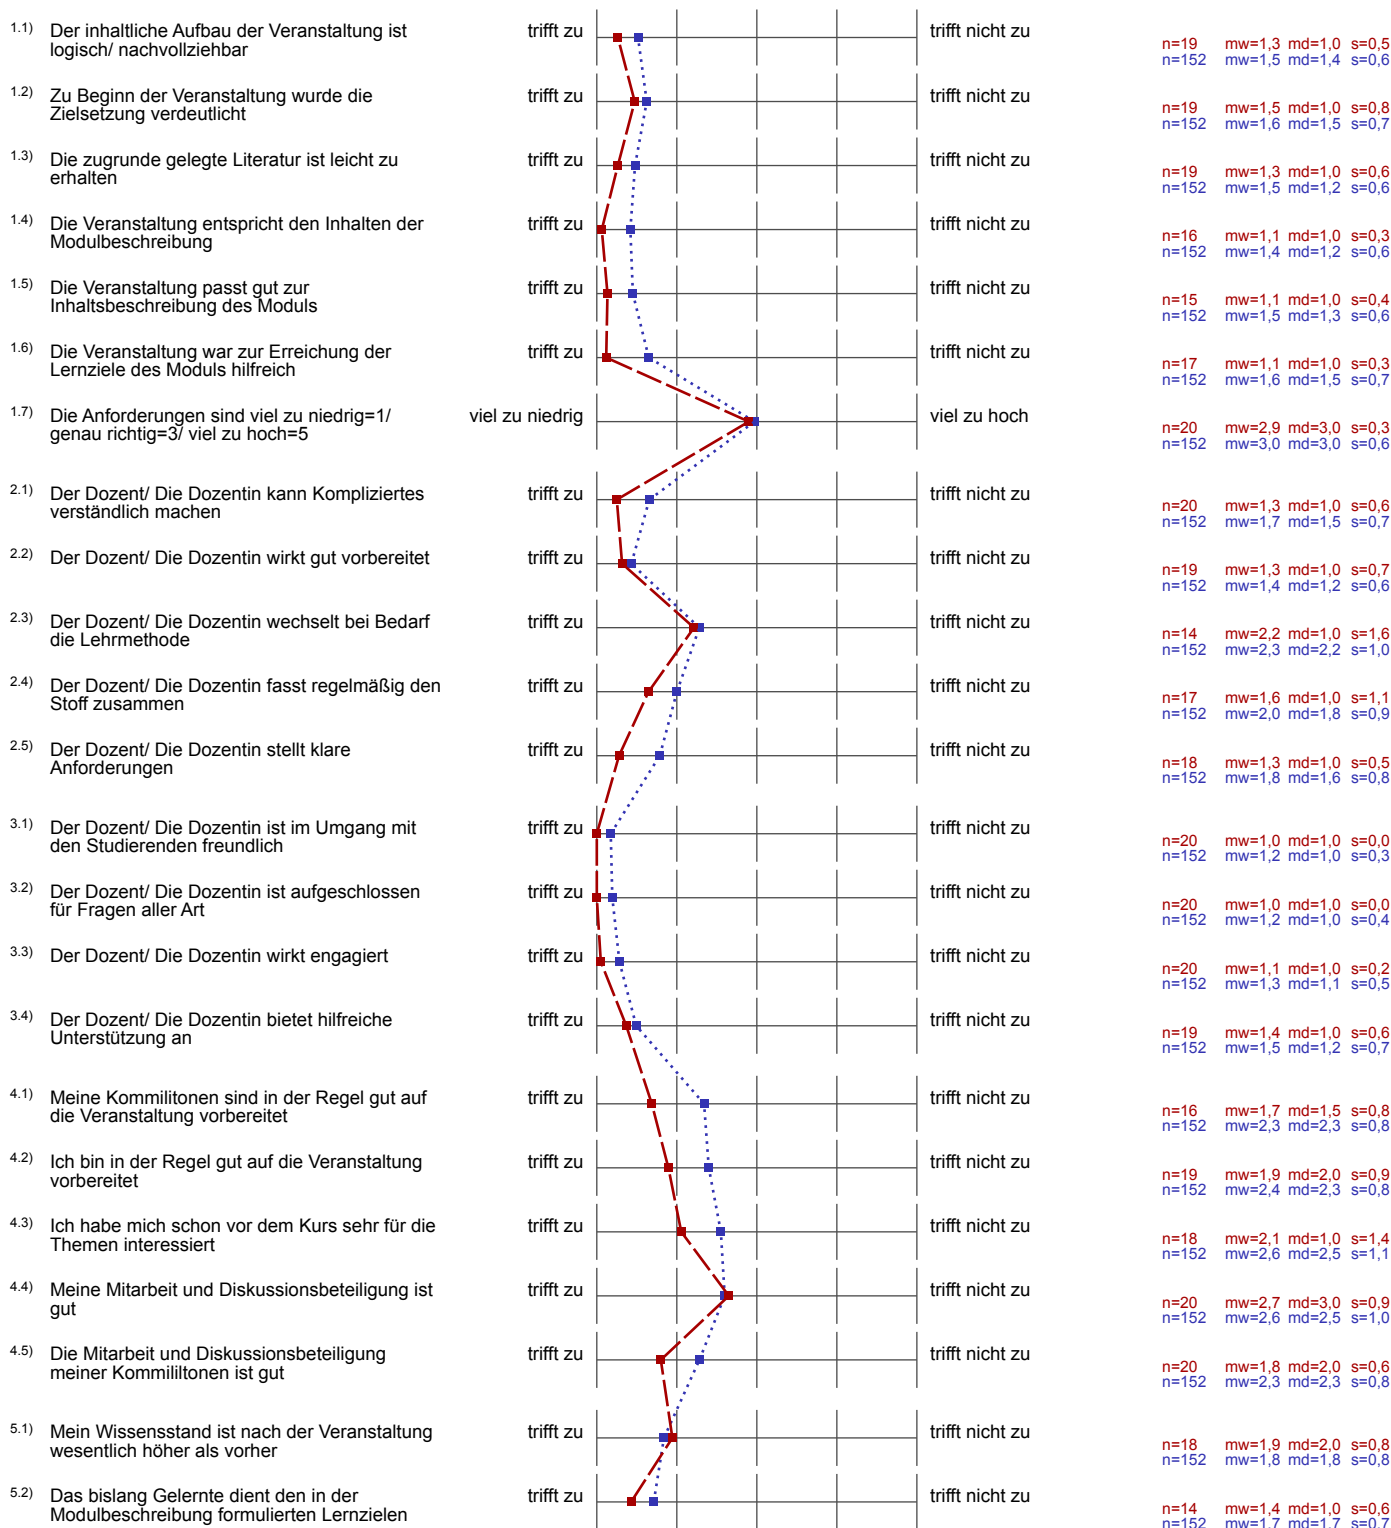 1.1) Der inhaltliche Aufbau der Veranstaltung ist trifft zu trifft nicht zu
logisch/ nachvollziehbar n=19 mw=1,3 md=1,0 s=0,5
n=152 mw=1,5 md=1,4 s=0,6
1.2) Zu Beginn der Veranstaltung wurde die trifft zu trifft nicht zu
Zielsetzung verdeutlicht n=19 mw=1,5 md=1,0 s=0,8
n=152 mw=1,6 md=1,5 s=0,7
1.3) Die zugrunde gelegte Literatur ist leicht zu trifft zu trifft nicht zu
erhalten n=19 mw=1,3 md=1,0 s=0,6
n=152 mw=1,5 md=1,2 s=0,6
1.4) Die Veranstaltung entspricht den Inhalten der trifft zu trifft nicht zu
Modulbeschreibung n=16 mw=1,1 md=1,0 s=0,3
n=152 mw=1,4 md=1,2 s=0,6
1.5) Die Veranstaltung passt gut zur trifft zu trifft nicht zu
Inhaltsbeschreibung des Moduls n=15 mw=1,1 md=1,0 s=0,4
n=152 mw=1,5 md=1,3 s=0,6
1.6) Die Veranstaltung war zur Erreichung der trifft zu trifft nicht zu
Lernziele des Moduls hilfreich n=17 mw=1,1 md=1,0 s=0,3
n=152 mw=1,6 md=1,5 s=0,7
1.7) Die Anforderungen sind viel zu niedrig=1/ viel zu niedrig viel zu hoch
genau richtig=3/ viel zu hoch=5 n=20 mw=2,9 md=3,0 s=0,3
n=152 mw=3,0 md=3,0 s=0,6
2.1) Der Dozent/ Die Dozentin kann Kompliziertes trifft zu trifft nicht zu
verständlich machen n=20 mw=1,3 md=1,0 s=0,6
n=152 mw=1,7 md=1,5 s=0,7
2.2) Der Dozent/ Die Dozentin wirkt gut vorbereitet trifft zu trifft nicht zu
n=19 mw=1,3 md=1,0 s=0,7
n=152 mw=1,4 md=1,2 s=0,6
2.3) Der Dozent/ Die Dozentin wechselt bei Bedarf trifft zu trifft nicht zu
die Lehrmethode n=14 mw=2,2 md=1,0 s=1,6
n=152 mw=2,3 md=2,2 s=1,0
2.4) Der Dozent/ Die Dozentin fasst regelmäßig den trifft zu trifft nicht zu
Stoff zusammen n=17 mw=1,6 md=1,0 s=1,1
n=152 mw=2,0 md=1,8 s=0,9
2.5) Der Dozent/ Die Dozentin stellt klare trifft zu trifft nicht zu
Anforderungen n=18 mw=1,3 md=1,0 s=0,5
n=152 mw=1,8 md=1,6 s=0,8
3.1) Der Dozent/ Die Dozentin ist im Umgang mit trifft zu trifft nicht zu
den Studierenden freundlich n=20 mw=1,0 md=1,0 s=0,0
n=152 mw=1,2 md=1,0 s=0,3
3.2) Der Dozent/ Die Dozentin ist aufgeschlossen trifft zu trifft nicht zu
für Fragen aller Art n=20 mw=1,0 md=1,0 s=0,0
n=152 mw=1,2 md=1,0 s=0,4
3.3) Der Dozent/ Die Dozentin wirkt engagiert trifft zu trifft nicht zu
n=20 mw=1,1 md=1,0 s=0,2
n=152 mw=1,3 md=1,1 s=0,5
3.4) Der Dozent/ Die Dozentin bietet hilfreiche trifft zu trifft nicht zu
Unterstützung an n=19 mw=1,4 md=1,0 s=0,6
n=152 mw=1,5 md=1,2 s=0,7
4.1) Meine Kommilitonen sind in der Regel gut auf trifft zu trifft nicht zu
die Veranstaltung vorbereitet n=16 mw=1,7 md=1,5 s=0,8
n=152 mw=2,3 md=2,3 s=0,8
4.2) Ich bin in der Regel gut auf die Veranstaltung trifft zu trifft nicht zu
vorbereitet n=19 mw=1,9 md=2,0 s=0,9
n=152 mw=2,4 md=2,3 s=0,8
4.3) Ich habe mich schon vor dem Kurs sehr für die trifft zu trifft nicht zu
Themen interessiert n=18 mw=2,1 md=1,0 s=1,4
n=152 mw=2,6 md=2,5 s=1,1
4.4) Meine Mitarbeit und Diskussionsbeteiligung ist trifft zu trifft nicht zu
gut n=20 mw=2,7 md=3,0 s=0,9
n=152 mw=2,6 md=2,5 s=1,0
4.5) Die Mitarbeit und Diskussionsbeteiligung trifft zu trifft nicht zu
meiner Kommililtonen ist gut n=20 mw=1,8 md=2,0 s=0,6
n=152 mw=2,3 md=2,3 s=0,8
5.1) Mein Wissensstand ist nach der Veranstaltung trifft zu trifft nicht zu
wesentlich höher als vorher n=18 mw=1,9 md=2,0 s=0,8
n=152 mw=1,8 md=1,8 s=0,8
5.2) Das bislang Gelernte dient den in der trifft zu trifft nicht zu
Modulbeschreibung formulierten Lernzielen n=14 mw=1,4 md=1,0 s=0,6
n=152 mw=1,7 md=1,7 s=0,7